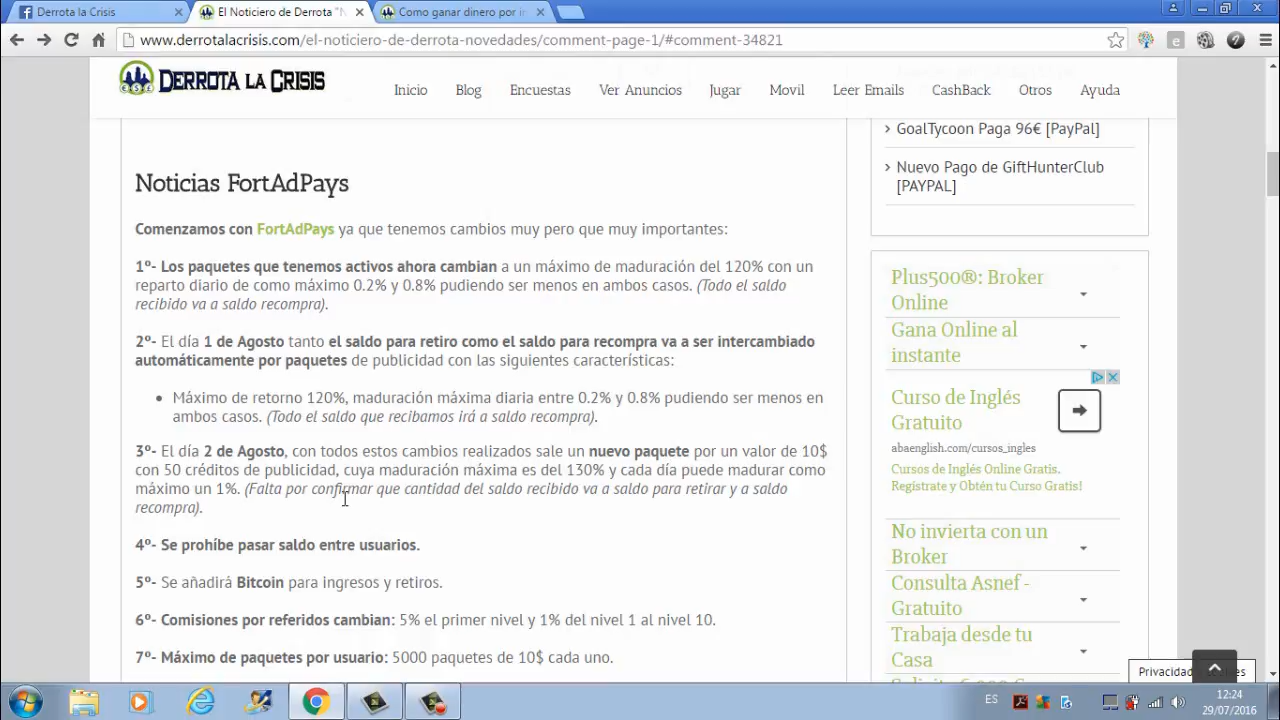 Derrota la Crisis
El Noticiero de Derrota "N
Como ganar dinero por in
www.derrotalacrisis.com/el-noticiero-de-derrota-novedades/comment-page-1/#comment-34821
DERROTA LA CRISIS
Inicio Blog Encuestas Ver Anuncios Jugar Movil Leer Emails CashBack Otros Ayuda
Noticias FortAdPays
Comenzamos con FortAdPays ya que tenemos cambios muy pero que muy importantes:
1º- Los paquetes que tenemos activos ahora cambian a un máximo de maduración del 120% con un
reparto diario de como máximo 0.2% y 0.8% pudiendo ser menos en ambos casos. (Todo el saldo
recibido va a saldo recompra).
2º- El día 1 de Agosto tanto el saldo para retiro como el saldo para recompra va a ser intercambiado
automáticamente por paquetes de publicidad con las siguientes características:
• Máximo de retorno 120%, maduración máxima diaria entre 0.2% y 0.8% pudiendo ser menos en
ambos casos. (Todo el saldo que recibamos irá a saldo recompra).
3º- El día 2 de Agosto, con todos estos cambios realizados sale un nuevo paquete por un valor de 10$
con 50 créditos de publicidad, cuya maduración máxima es del 130% y cada día puede madurar como
máximo un 1%. (Falta por confirmar que cantidad del saldo recibido va a saldo para retirar y a saldo
recompra).
4º- Se prohíbe pasar saldo entre usuarios.
5º- Se añadirá Bitcoin para ingresos y retiros.
6º- Comisiones por referidos cambian: 5% el primer nivel y 1% del nivel 1 al nivel 10.
7º- Máximo de paquetes por usuario: 5000 paquetes de 10$ cada uno.
GoalTycoon Paga 96€ [PayPal]
Nuevo Pago de GiftHunterClub
[PAYPAL]
Plus500®: Broker
Online
Gana Online al
instante
Curso de Inglés
Gratuito
abaenglish.com/cursos_ingles
Cursos de Inglés Online Gratis.
Regístrate y Obtén tu Curso Gratis!
No invierta con un
Broker
Consulta Asnef -
Gratuito
Trabaja desde tu
Casa
ES
12:24
29/07/2016